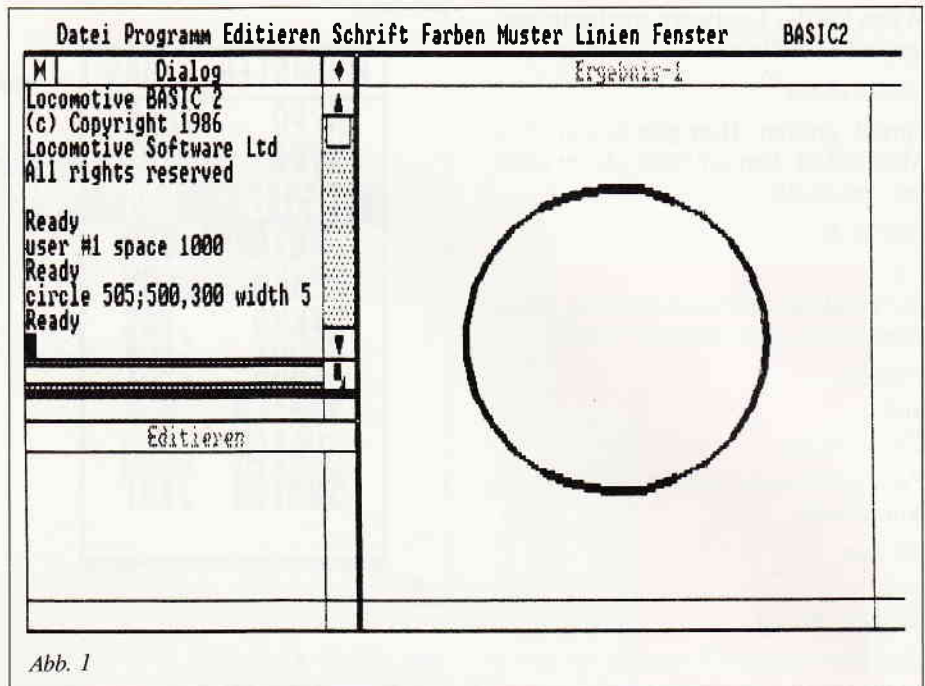 Datei Programm Editieren Schrift Farben Muster Linien Fenster BASIC2
Dialog
Locomotive BASIC 2
(c) Copyright 1986
Locomotive Software Ltd
All rights reserved
Ready
user #1 space 1000
Ready
circle 505;500,300 width 5
Ready
Editieren
Ergebnis-1
Abb. 1